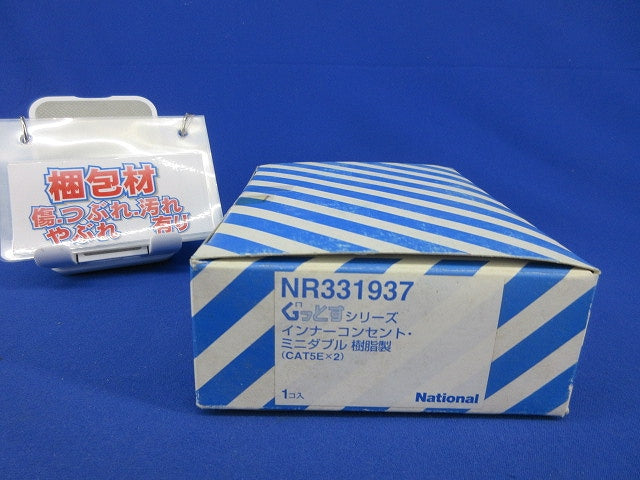 梱包材
傷・つぶれ・汚れ
やぶれ 有り
NR331937
ぐっとすシリーズ
インナーコンセント・
ミニダブル 樹脂製
(CAT5E×2)
1コ入
National